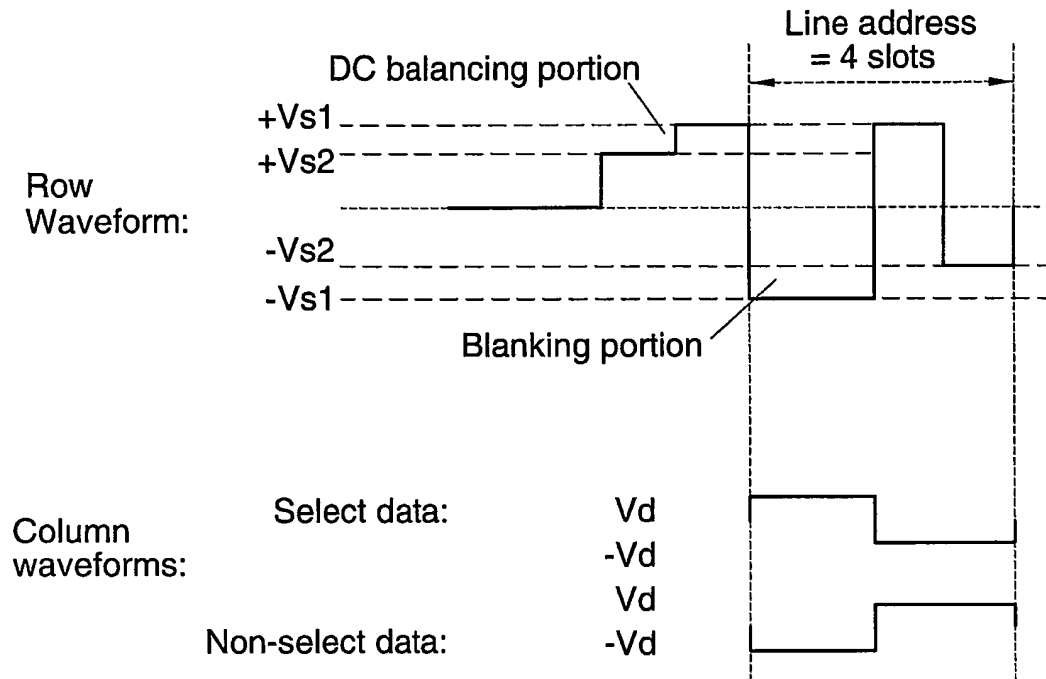 Line address
= 4 slots
DC balancing portion
+Vs1
+Vs2
Row
Waveform:
-Vs2
-Vs1
Blanking portion
Select data: Vd
Column
waveforms:
-Vd
Vd
Non-select data: -Vd